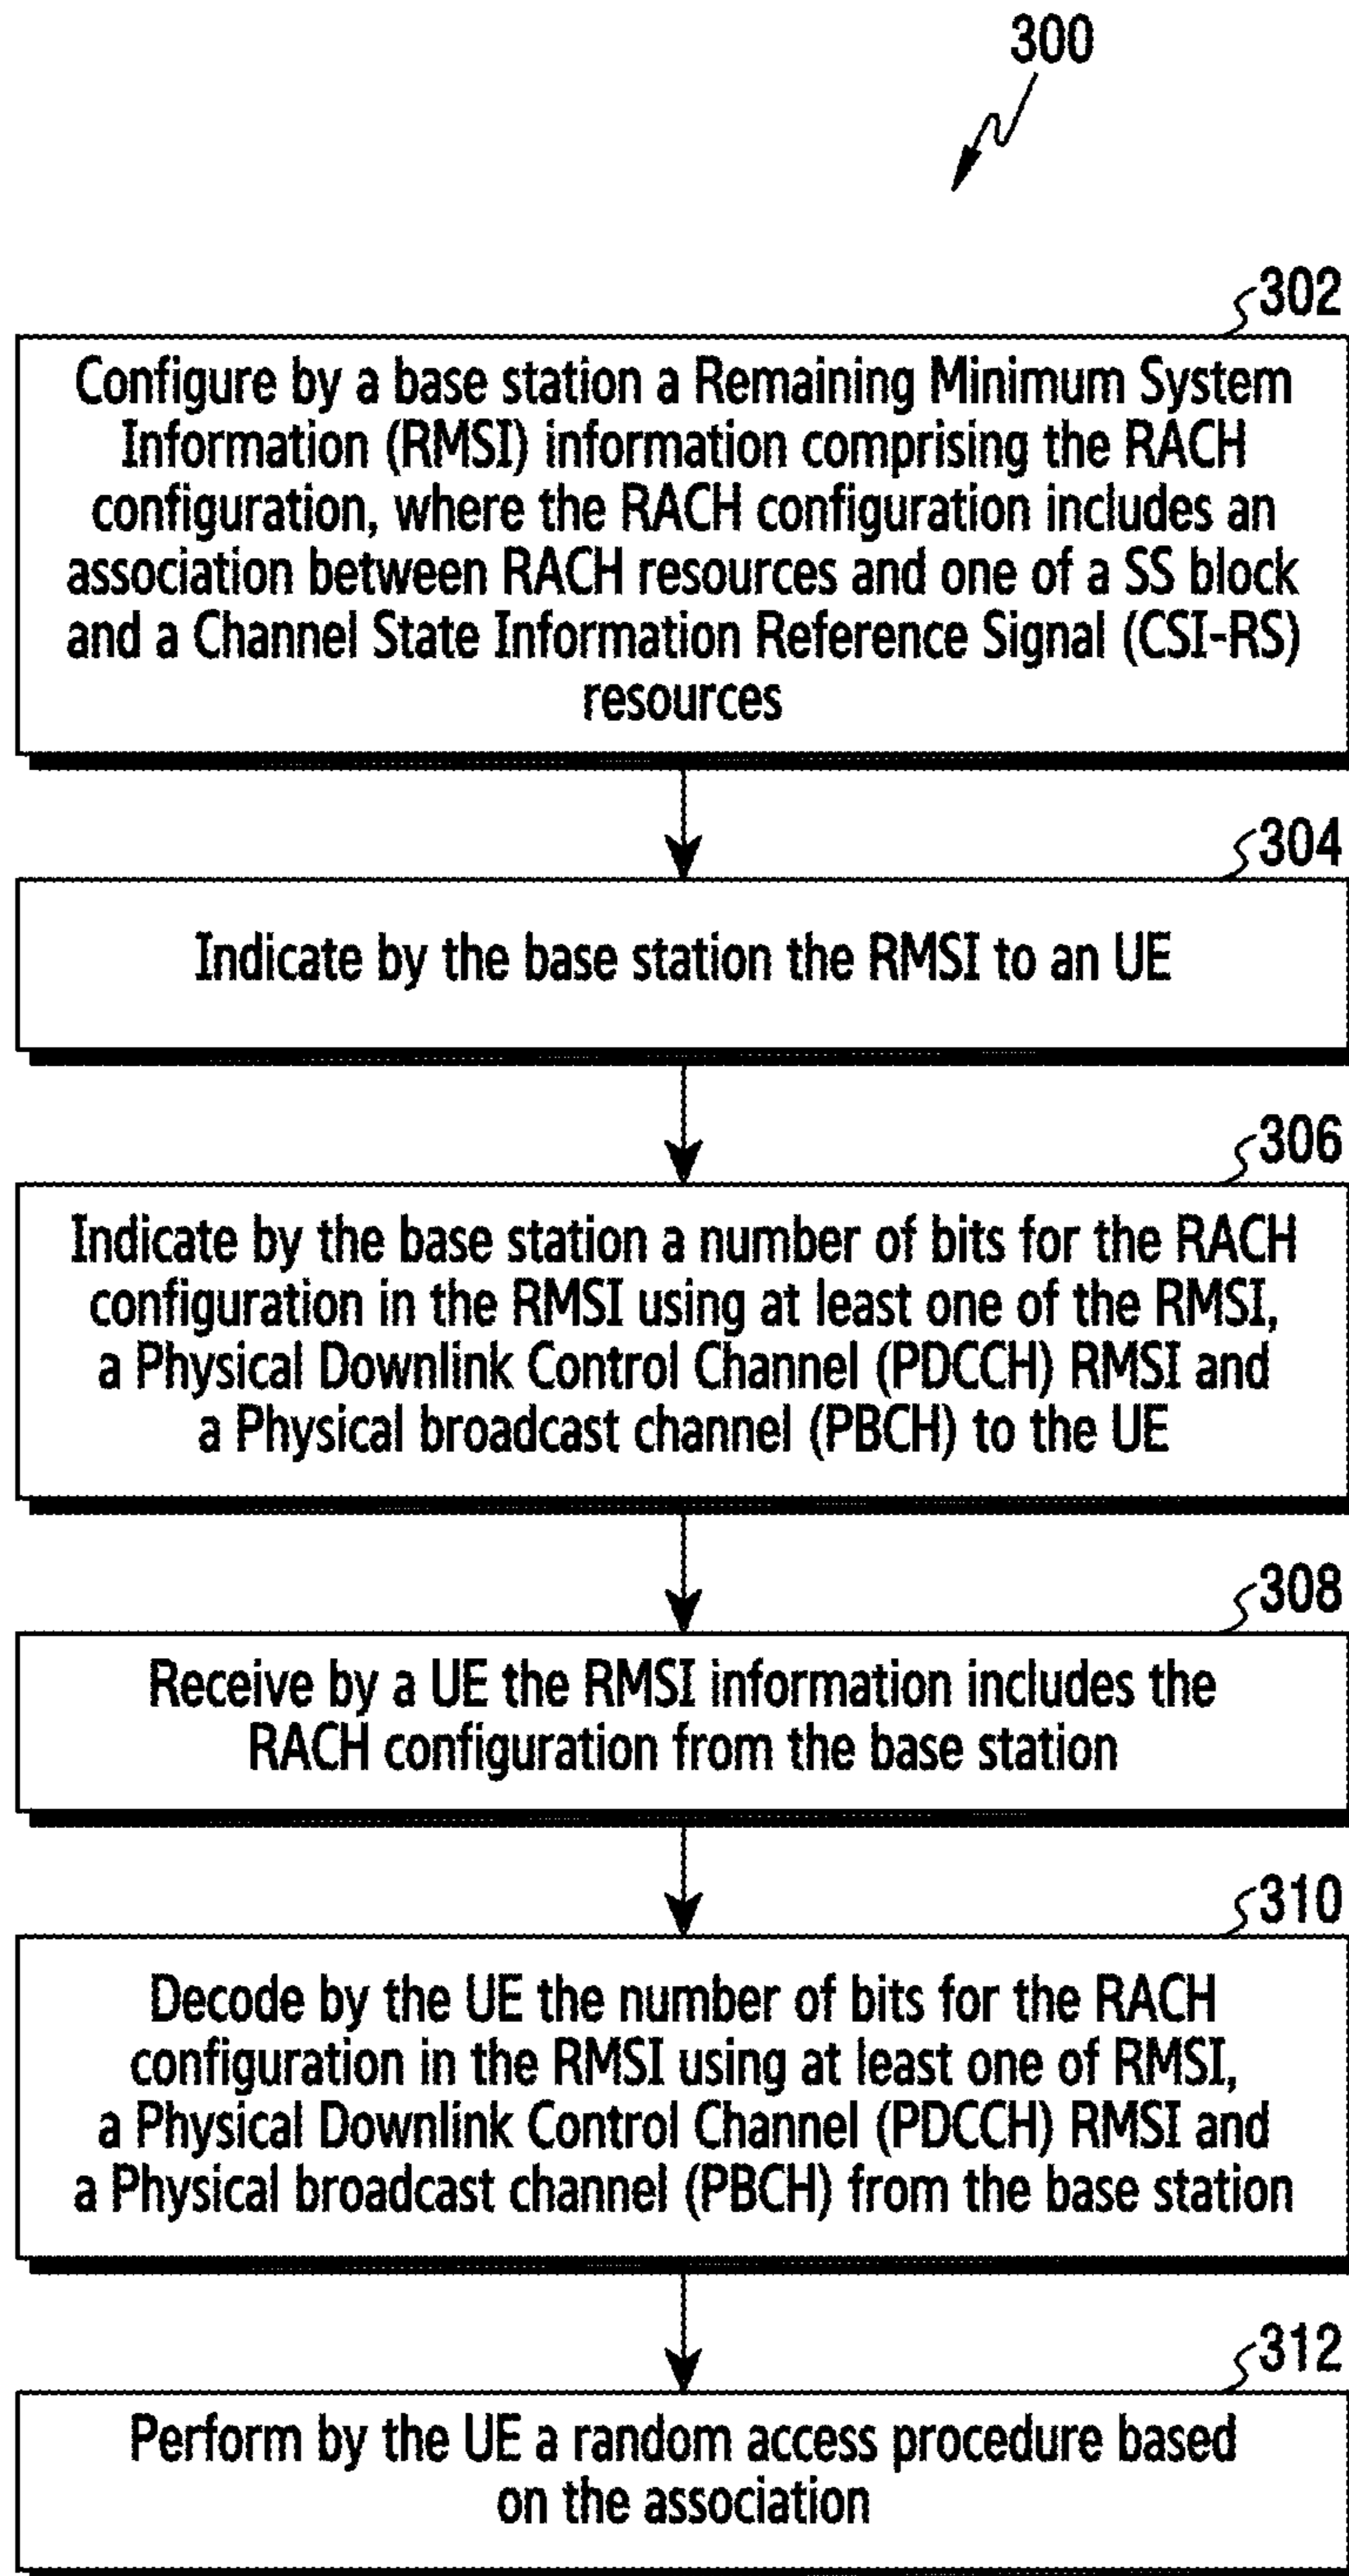 300
302
Configure by a base station a Remaining Minimum System
Information (RMSI) information comprising the RACH
configuration, where the RACH configuration includes an
association between RACH resources and one of a SS block
and a Channel State Information Reference Signal (CSI-RS)
resources
304
Indicate by the base station the RMSI to an UE
306
Indicate by the base station a number of bits for the RACH
configuration in the RMSI using at least one of the RMSI,
a Physical Downlink Control Channel (PDCCH) RMSI and
a Physical broadcast channel (PBCH) to the UE
308
Receive by a UE the RMSI information includes the
RACH configuration from the base station
310
Decode by the UE the number of bits for the RACH
configuration in the RMSI using at least one of RMSI,
a Physical Downlink Control Channel (PDCCH) RMSI and
a Physical broadcast channel (PBCH) from the base station
312
Perform by the UE a random access procedure based
on the association